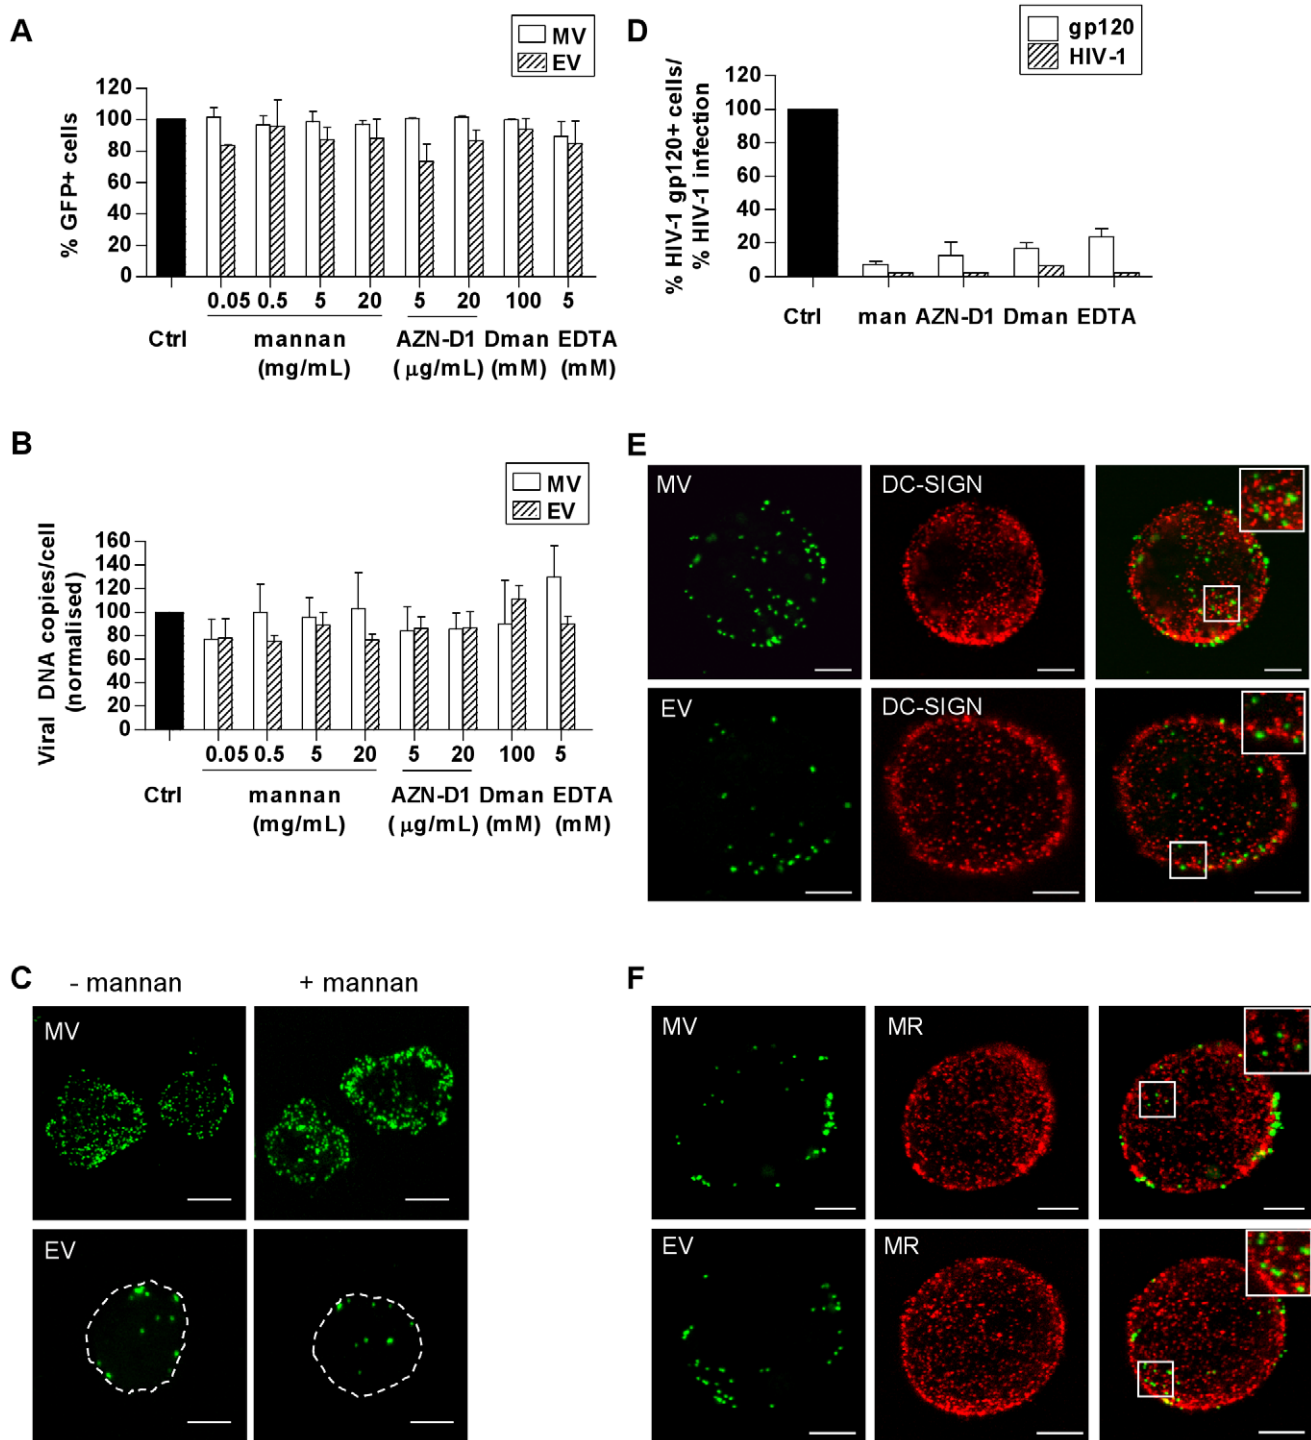 A
MV
EV
% GFP+ cells
120
100
80
60
40
20
0
0.05 0.5 5 20 5 20 100 5
Ctrl mannan AZN-D1 Dman EDTA
(mg/mL) (μg/mL) (mM) (mM)
B
MV
EV
Viral DNA copies/cell
(normalised)
160
140
120
100
80
60
40
20
0
0.05 0.5 5 20 5 20 100 5
Ctrl mannan AZN-D1 Dman EDTA
(mg/mL) (μg/mL) (mM) (mM)
C
- mannan + mannan
MV
EV
D
gp120
HIV-1
% HIV-1 gp120+ cells/
% HIV-1 infection
120
100
80
60
40
20
0
Ctrl man AZN-D1 Dman EDTA
E
MV DC-SIGN
EV DC-SIGN
F
MV MR
EV MR